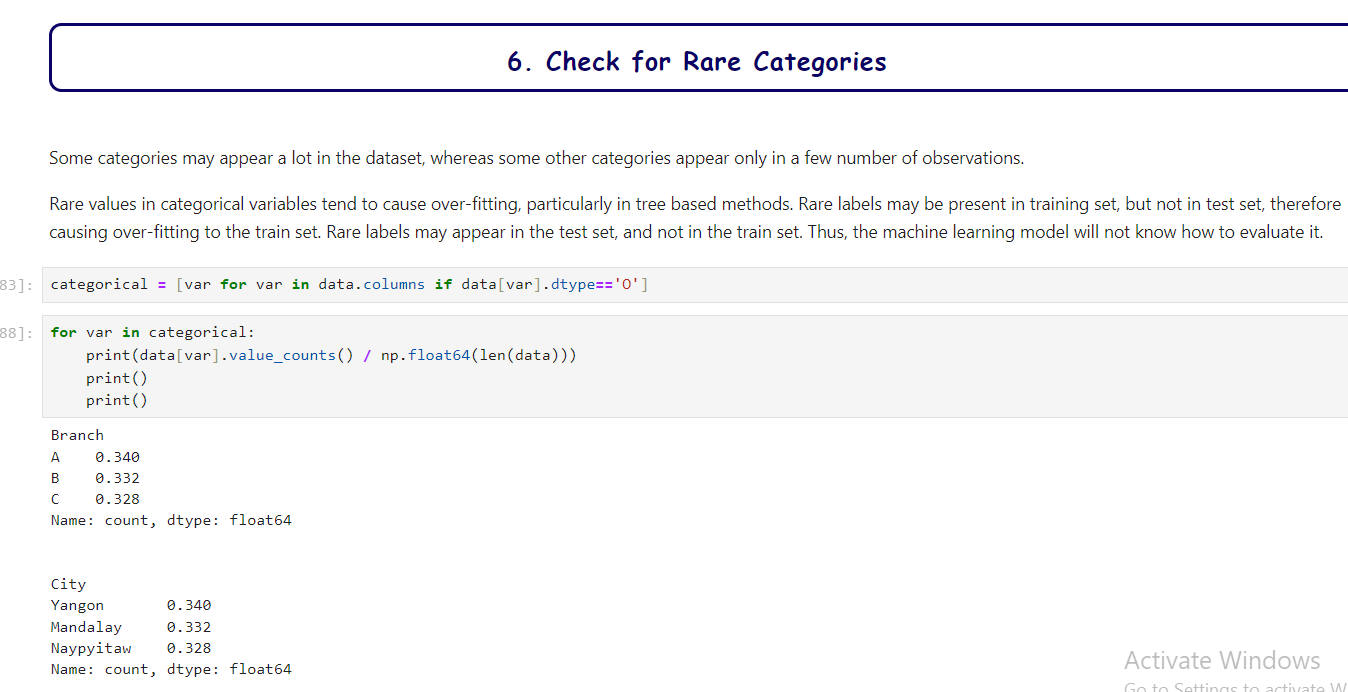 6. Check for Rare Categories
Some categories may appear a lot in the dataset, whereas some other categories appear only in a few number of observations.
Rare values in categorical variables tend to cause over-fitting, particularly in tree based methods. Rare labels may be present in training set, but not in test set, therefore
causing over-fitting to the train set. Rare labels may appear in the test set, and not in the train set. Thus, the machine learning model will not know how to evaluate it.
83]: categorical = [var for var in data.columns if data[var].dtype=='O']
88]: for var in categorical:
    print(data[var].value_counts() / np.float64(len(data)))
    print()
    print()
Branch
A    0.340
B    0.332
C    0.328
Name: count, dtype: float64
City
Yangon       0.340
Mandalay     0.332
Naypyitaw    0.328
Name: count, dtype: float64
Activate Windows
Go to Settings to activate W